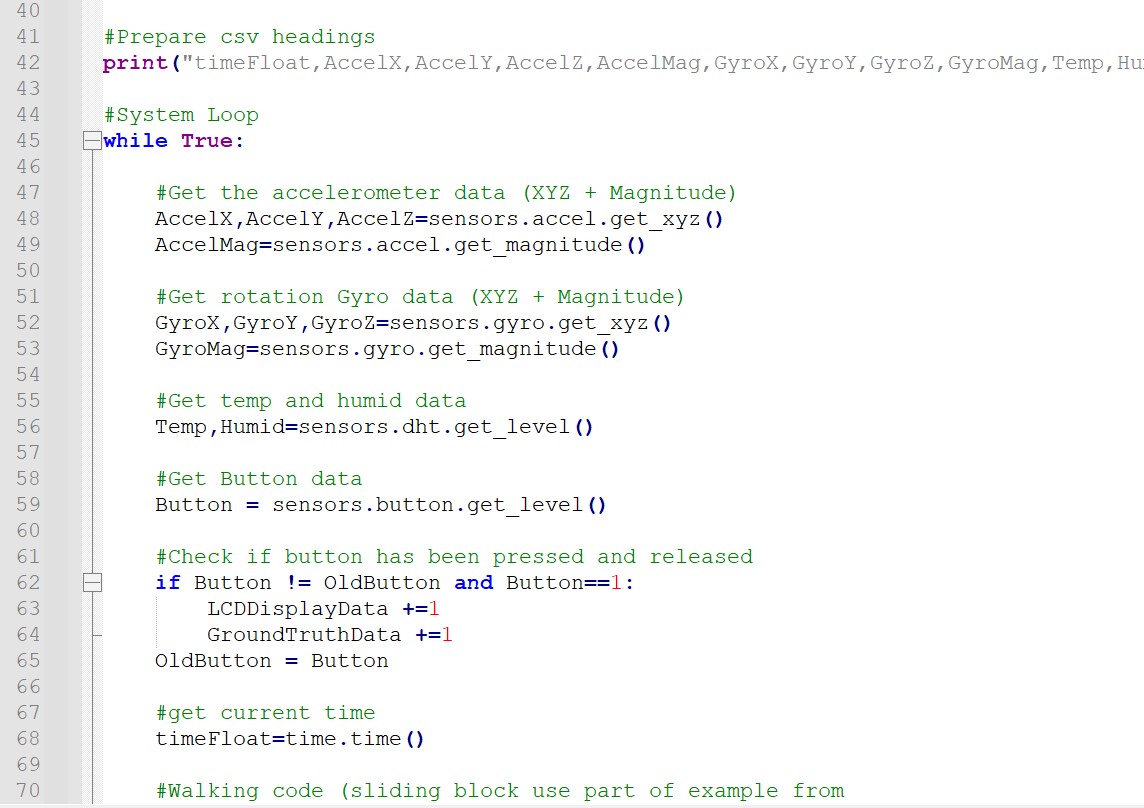 40
41 #Prepare csv headings
42 print("timeFloat,AccelX,AccelY,AccelZ,AccelMag,GyroX,GyroY,GyroZ,GyroMag,Temp,Hu
43
44 #System Loop
45 while True:
46
47 #Get the accelerometer data (XYZ + Magnitude)
48 AccelX,AccelY,AccelZ=sensors.accel.get_xyz()
49 AccelMag=sensors.accel.get_magnitude()
50
51 #Get rotation Gyro data (XYZ + Magnitude)
52 GyroX,GyroY,GyroZ=sensors.gyro.get_xyz()
53 GyroMag=sensors.gyro.get_magnitude()
54
55 #Get temp and humid data
56 Temp,Humid=sensors.dht.get_level()
57
58 #Get Button data
59 Button = sensors.button.get_level()
60
61 #Check if button has been pressed and released
62 if Button != OldButton and Button==1:
63 LCDDisplayData +=1
64 GroundTruthData +=1
65 OldButton = Button
66
67 #get current time
68 timeFloat=time.time()
69
70 #Walking code (sliding block use part of example from